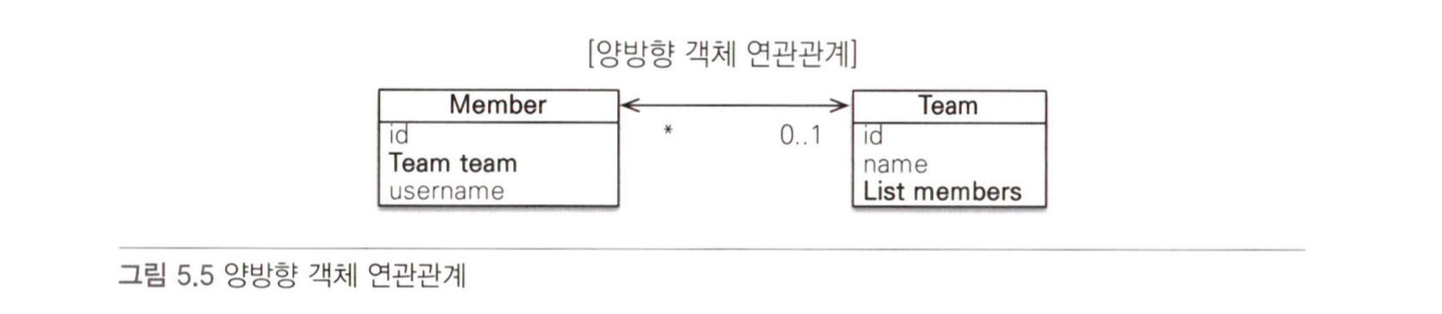 [양방향 객체 연관관계]
Member
id
Team team
username
*
0..1
Team
id
name
List members
그림 5.5 양방향 객체 연관관계